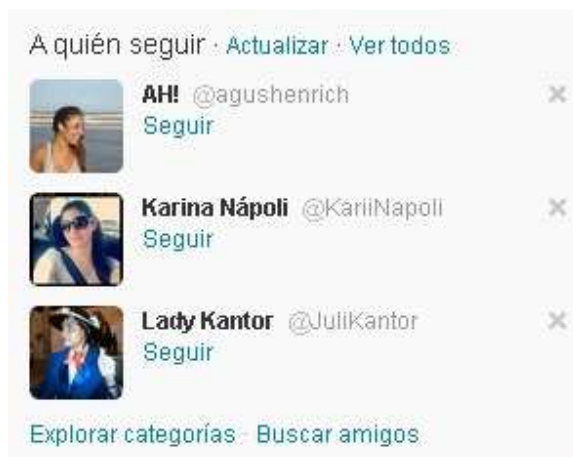 A quién seguir · Actualizar · Ver todos
AH! @agushenrich
Seguir
Karina Nápoli @KariiNapoli
Seguir
Lady Kantor @JuliKantor
Seguir
Explorar categorías · Buscar amigos